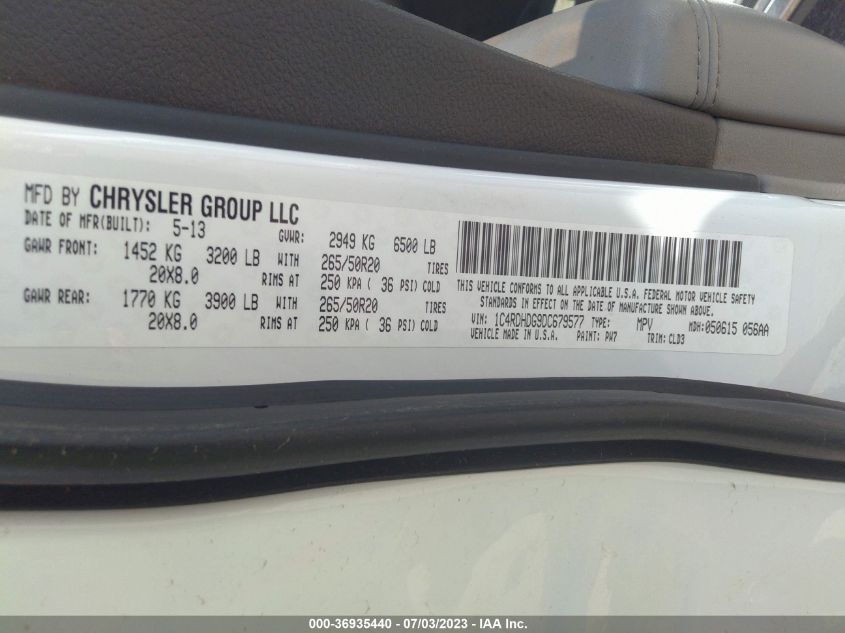 MFD BY CHRYSLER GROUP LLC
DATE OF MFR(BUILT): 5-13 GVWR: 2949 KG 6500 LB
GAWR FRONT: 1452 KG 3200 LB WITH 265/50R20 TIRES
20X8.0 RIMS AT 250 KPA ( 36 PSI) COLD
GAWR REAR: 1770 KG 3900 LB WITH 265/50R20 TIRES
20X8.0 RIMS AT 250 KPA ( 36 PSI) COLD
THIS VEHICLE CONFORMS TO ALL APPLICABLE U.S.A. FEDERAL MOTOR VEHICLE SAFETY
STANDARDS IN EFFECT ON THE DATE OF MANUFACTURE SHOWN ABOVE.
VIN: 1C4RDHDG9DC679577 TYPE: MPV MDH:050615 056AA
VEHICLE MADE IN U.S.A. PAINT: PW7 TRIM: CLD3
000-36935440 - 07/03/2023 - IAA Inc.